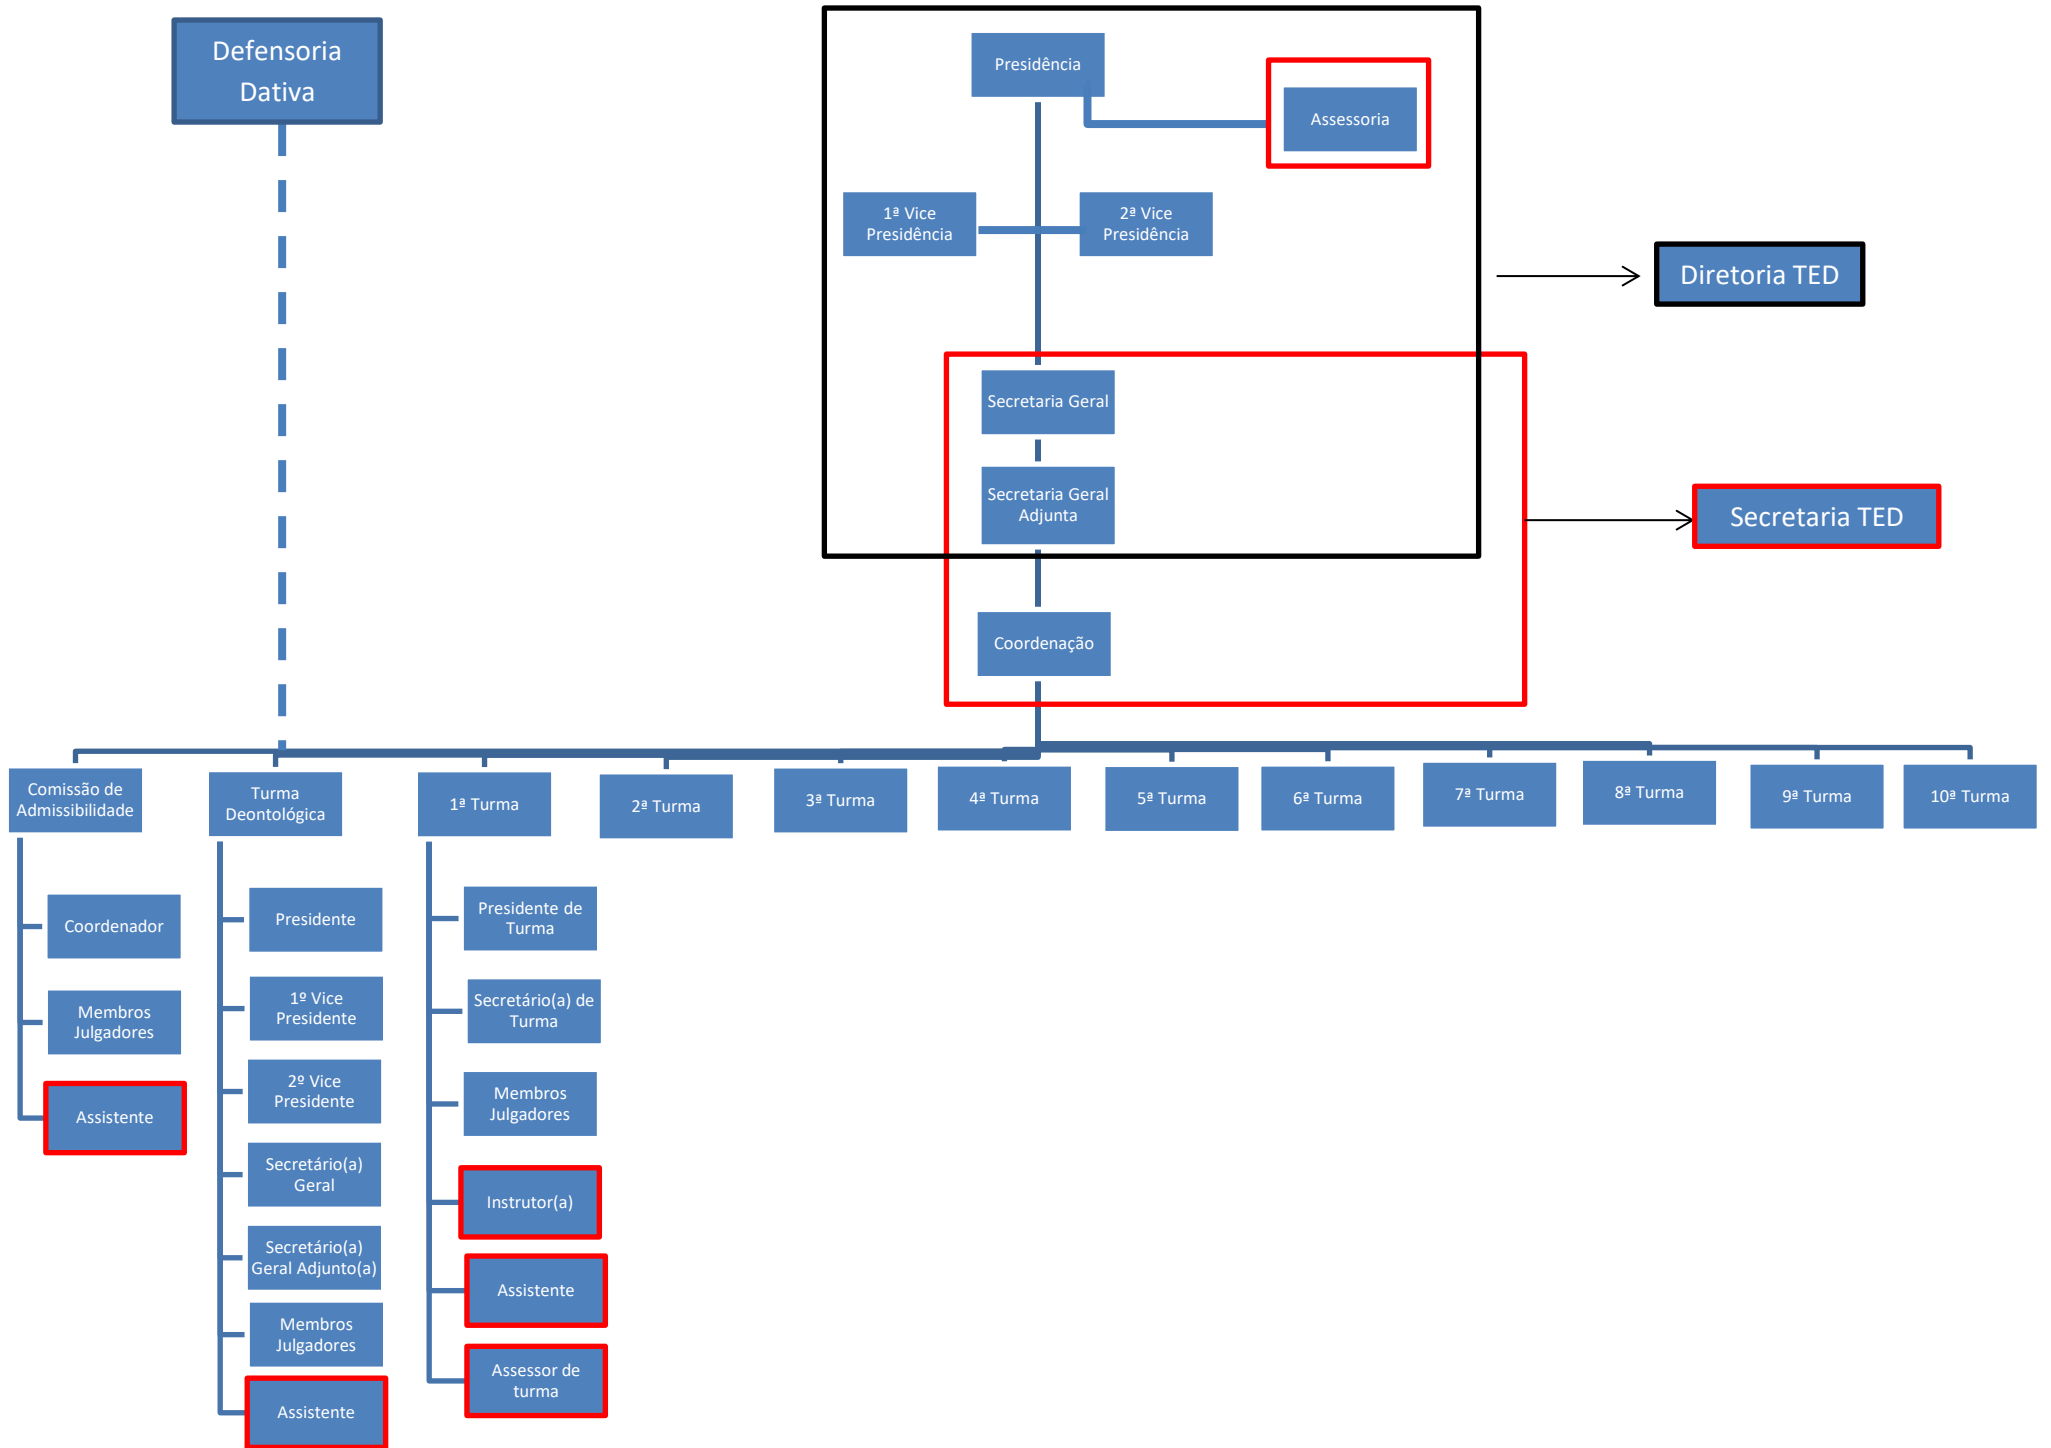 Defensoria
Dativa
Presidência
Assessoria
1ª Vice
Presidência
2ª Vice
Presidência
Diretoria TED
Secretaria Geral
Secretaria Geral
Adjunta
Secretaria TED
Coordenação
Comissão de
Admissibilidade
Turma
Deontológica
1ª Turma
2ª Turma
3ª Turma
4ª Turma
5ª Turma
6ª Turma
7ª Turma
8ª Turma
9ª Turma
10ª Turma
Coordenador
Membros
Julgadores
Assistente
Presidente
1º Vice
Presidente
2º Vice
Presidente
Secretário(a)
Geral
Secretário(a)
Geral Adjunto(a)
Membros
Julgadores
Assistente
Presidente de
Turma
Secretário(a) de
Turma
Membros
Julgadores
Instrutor(a)
Assistente
Assessor de
turma